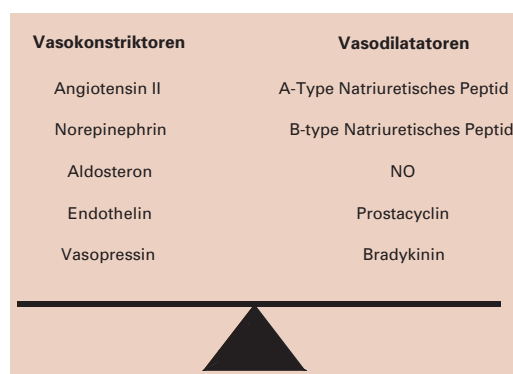 Vasokonstriktoren Vasodilatatoren
Angiotensin II A-Type Natriuretisches Peptid
Norepinephrin B-type Natriuretisches Peptid
Aldosteron NO
Endothelin Prostacyclin
Vasopressin Bradykinin